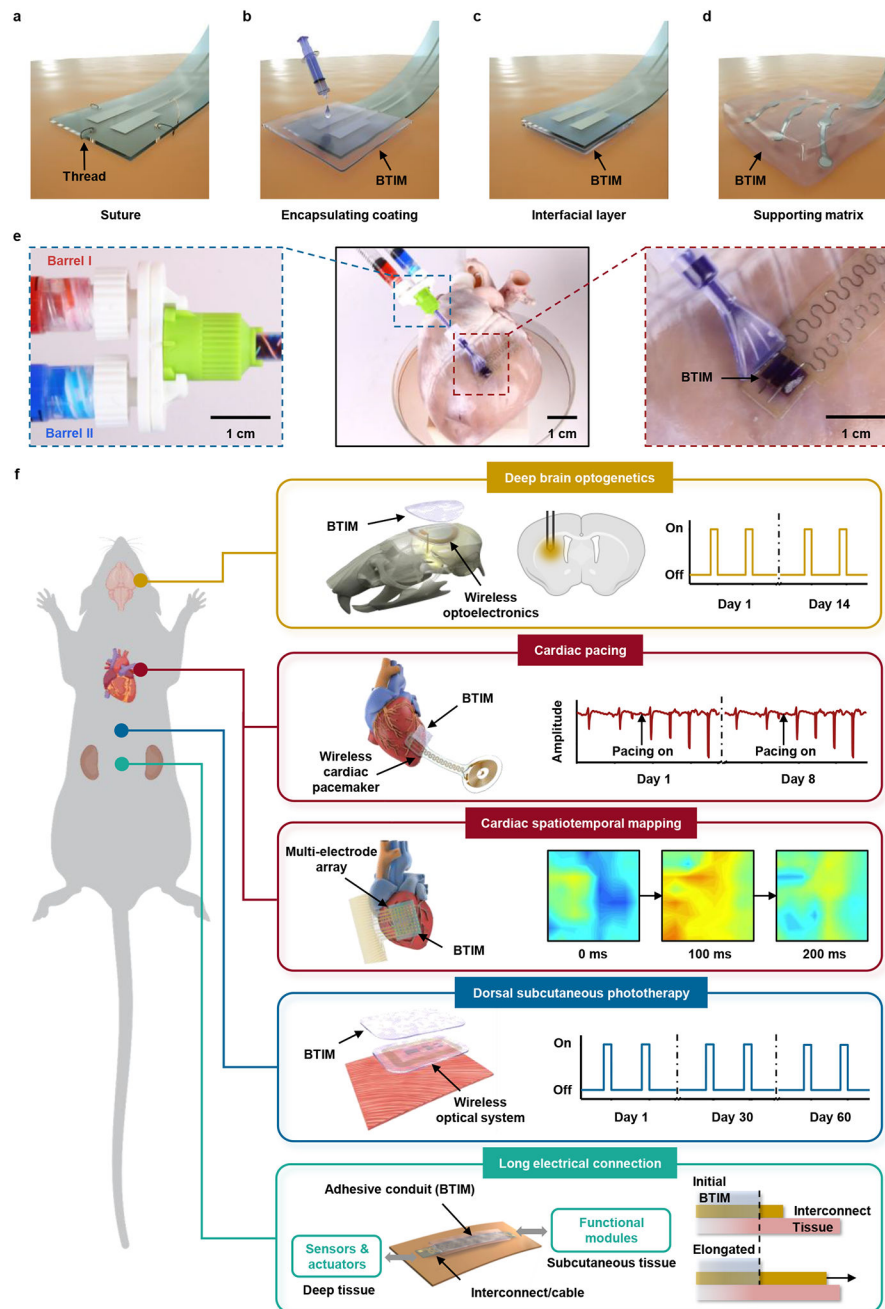 a
b
c
d
Thread
BTIM
BTIM
BTIM
Suture
Encapsulating coating
Interfacial layer
Supporting matrix
e
Barrel I
Barrel II
1 cm
1 cm
BTIM
1 cm
f
Deep brain optogenetics
BTIM
Wireless
optoelectronics
On
Off
Day 1
Day 14
Cardiac pacing
BTIM
Wireless
cardiac
pacemaker
Amplitude
Pacing on
Pacing on
Day 1
Day 8
Cardiac spatiotemporal mapping
Multi-electrode
array
BTIM
0 ms
100 ms
200 ms
Dorsal subcutaneous phototherapy
BTIM
Wireless
optical system
On
Off
Day 1
Day 30
Day 60
Long electrical connection
Adhesive conduit (BTIM)
Sensors &
actuators
Deep tissue
Functional
modules
Subcutaneous tissue
Interconnect/cable
Initial
BTIM
Interconnect
Tissue
Elongated